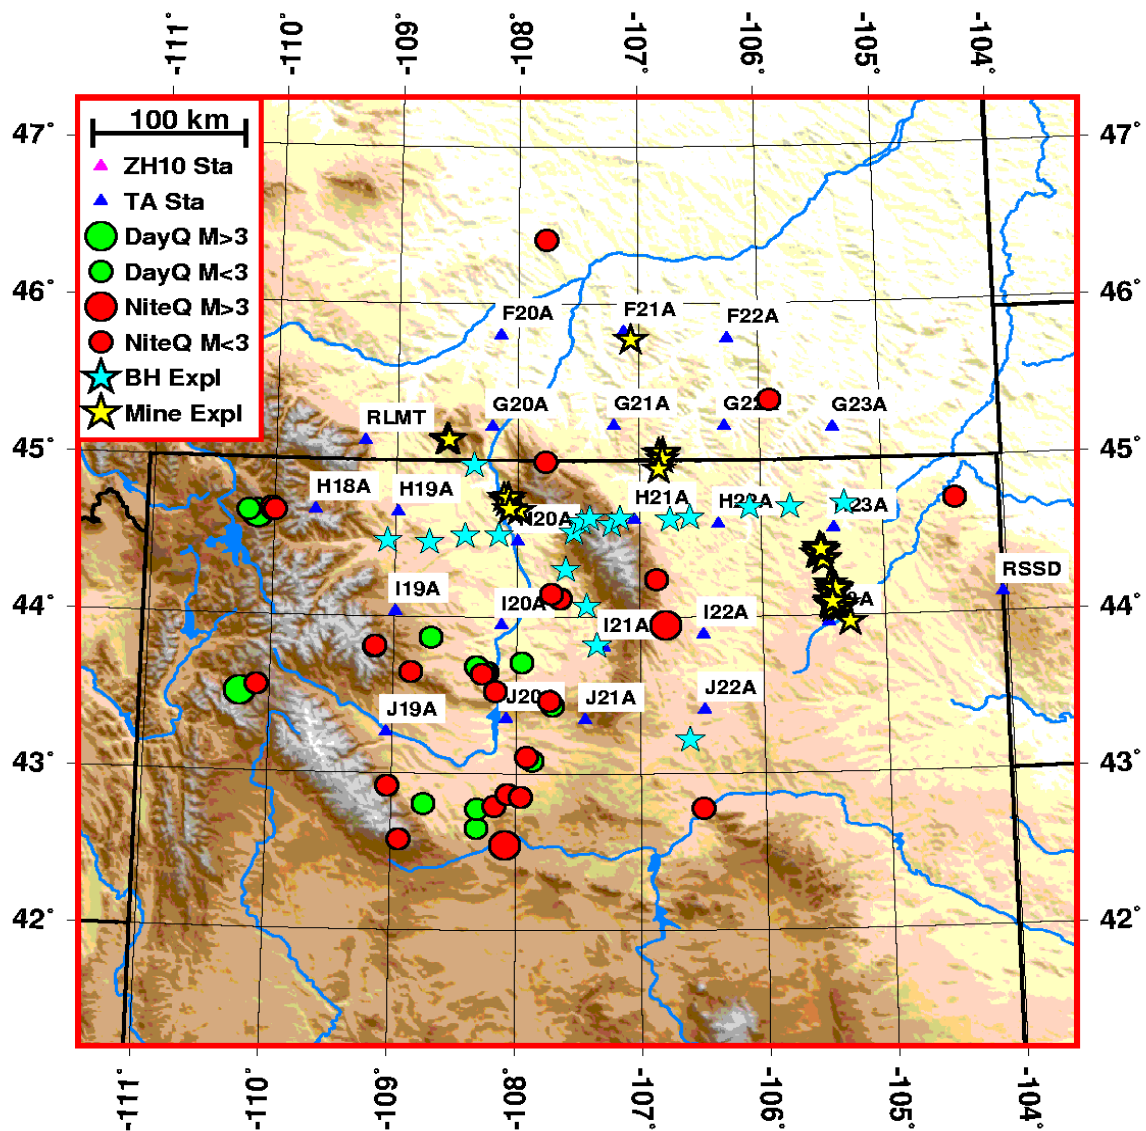 -111° -110° -109° -108° -107° -106° -105° -104°
47° 47°
100 km
ZH10 Sta
TA Sta
DayQ M>3
DayQ M<3
NiteQ M>3
NiteQ M<3
BH Expl
Mine Expl
46° 46°
F20A F21A F22A
RLMT G20A G21A G23A
45° 45°
H18A H19A H21A
RSSD
I19A I20A I21A I22A
44° 44°
J19A J21A J22A
43° 43°
42° 42°
-111° -110° -109° -108° -107° -106° -105° -104°